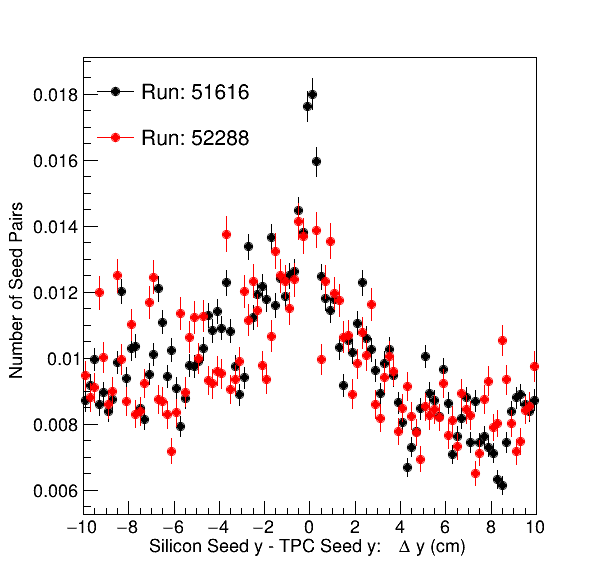 Number of Seed Pairs
0.018
0.016
0.014
0.012
0.01
0.008
0.006
Run: 51616
Run: 52288
−10 −8 −6 −4 −2 0 2 4 6 8 10
Silicon Seed y - TPC Seed y: Δ y (cm)